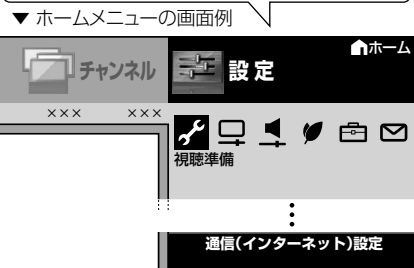 ▼ ホームメニューの画面例
ホーム
チャンネル
設定
××× ×××
視聴準備
通信(インターネット)設定